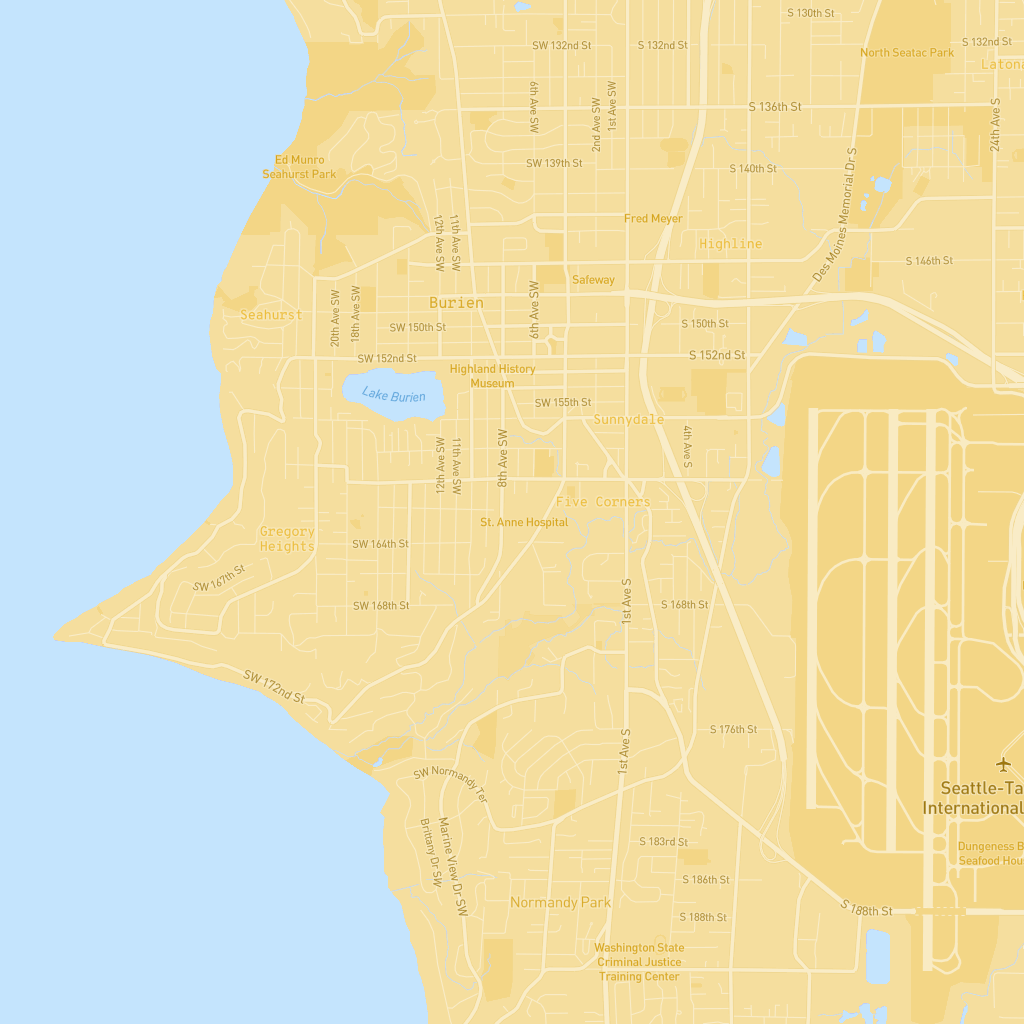 S 130th St
SW 132nd St
S 132nd St
S 132nd St
North Seatac Park
Latona
6th Ave SW
2nd Ave SW
1st Ave SW
S 136th St
24th Ave S
Ed Munro
Seahurst Park
SW 139th St
S 140th St
Des Moines Memorial Dr S
12th Ave SW
11th Ave SW
Fred Meyer
Highline
S 146th St
Safeway
Burien
6th Ave SW
Seahurst
20th Ave SW
18th Ave SW
SW 150th St
S 150th St
SW 152nd St
S 152nd St
Highland History
Museum
Lake Burien
SW 155th St
Sunnydale
4th Ave S
12th Ave SW
11th Ave SW
8th Ave SW
Five Corners
St. Anne Hospital
Gregory
Heights
SW 164th St
SW 167th St
SW 168th St
1st Ave S
S 168th St
SW 172nd St
S 176th St
1st Ave S
SW Normandy Ter
Seattle-Ta
International
Marine View Dr SW
Brittany Dr SW
S 183rd St
Dungeness B
Seafood Hou
S 186th St
Normandy Park
S 188th St
S 188th St
Washington State
Criminal Justice
Training Center